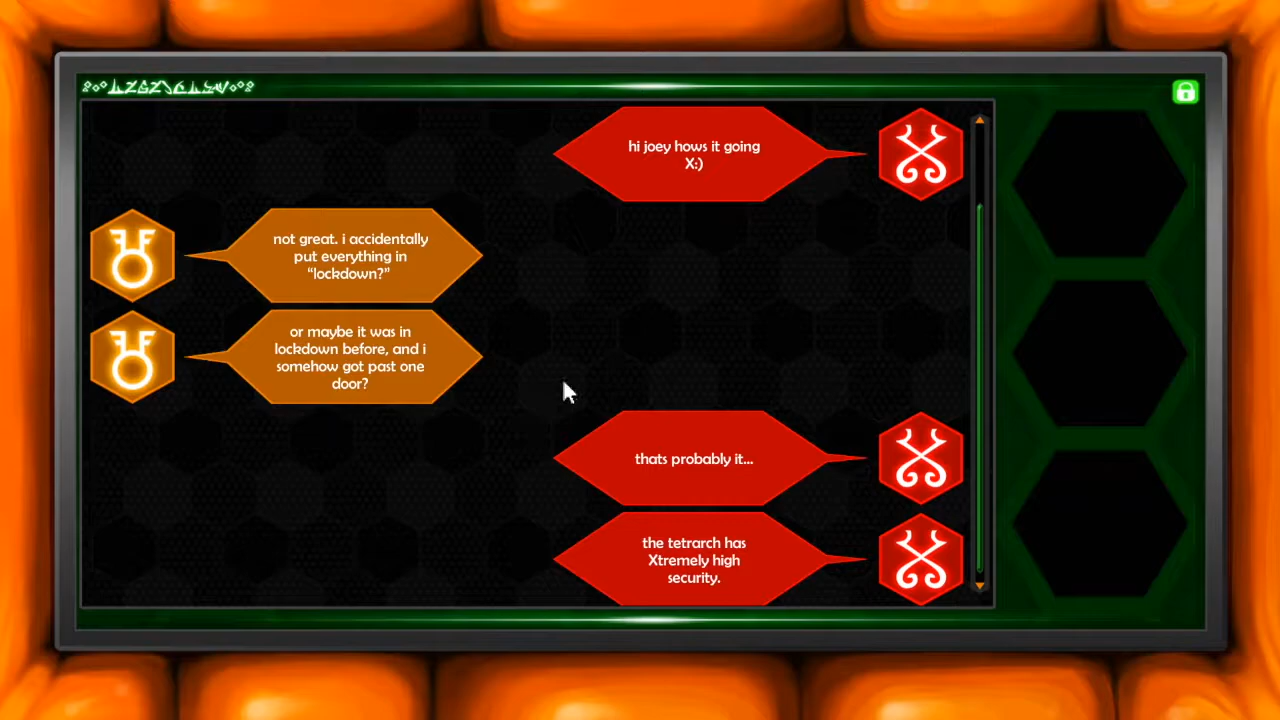 hi joey hows it going
X:)
not great. i accidentally
put everything in
“lockdown?”
or maybe it was in
lockdown before, and i
somehow got past one
door?
thats probably it...
the tetrarch has
Xtremely high
security.